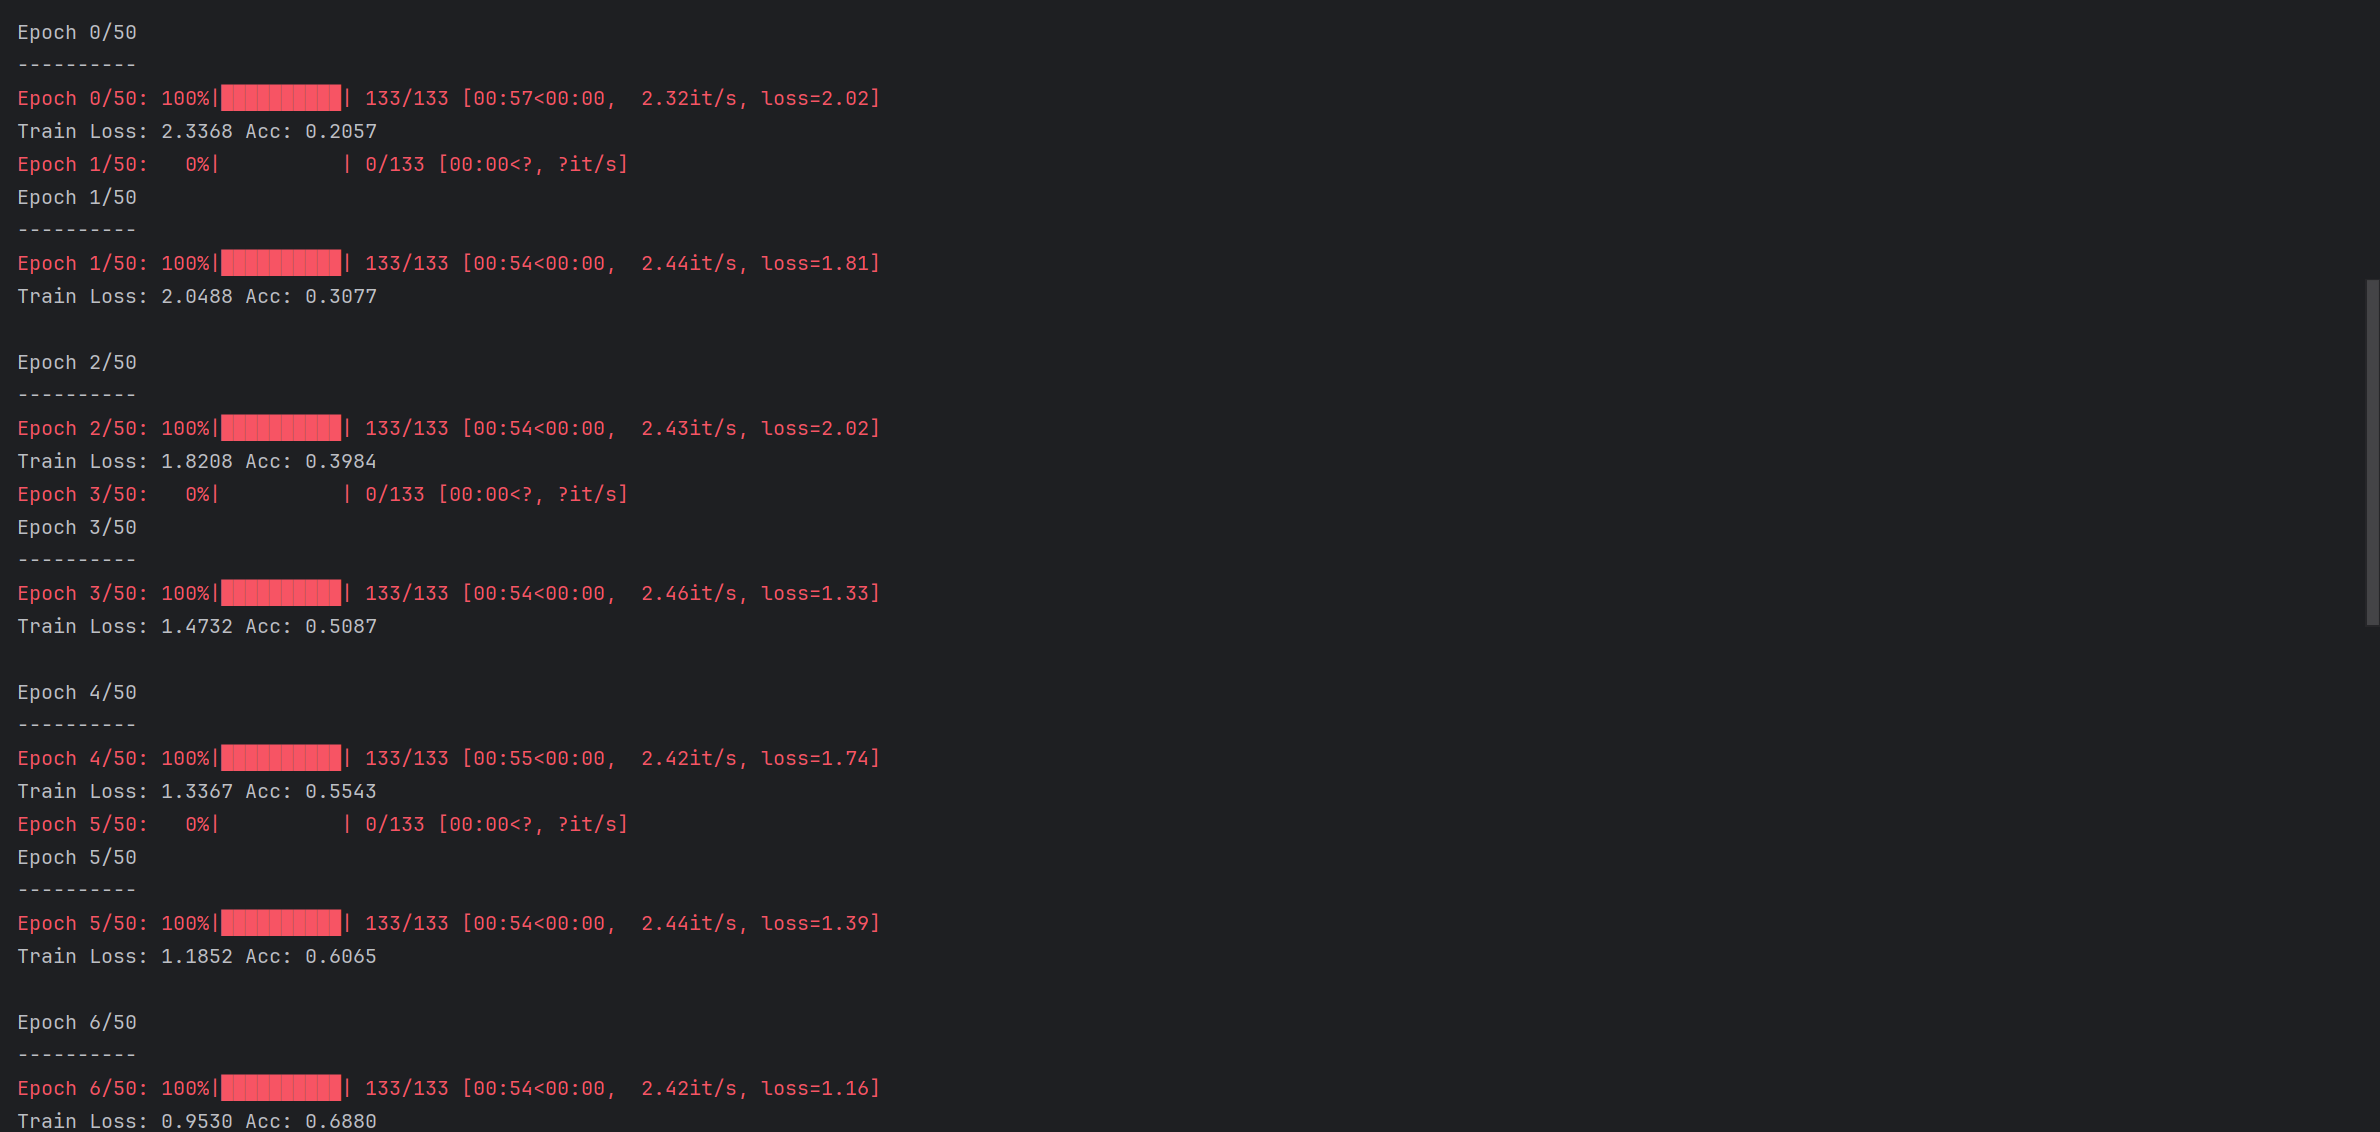 Epoch 0/50
----------
Epoch 0/50: 100%|██████████| 133/133 [00:57<00:00,  2.32it/s, loss=2.02]
Train Loss: 2.3368 Acc: 0.2057
Epoch 1/50:   0%|          | 0/133 [00:00<?, ?it/s]
Epoch 1/50
----------
Epoch 1/50: 100%|██████████| 133/133 [00:54<00:00,  2.44it/s, loss=1.81]
Train Loss: 2.0488 Acc: 0.3077
Epoch 2/50
----------
Epoch 2/50: 100%|██████████| 133/133 [00:54<00:00,  2.43it/s, loss=2.02]
Train Loss: 1.8208 Acc: 0.3984
Epoch 3/50:   0%|          | 0/133 [00:00<?, ?it/s]
Epoch 3/50
----------
Epoch 3/50: 100%|██████████| 133/133 [00:54<00:00,  2.46it/s, loss=1.33]
Train Loss: 1.4732 Acc: 0.5087
Epoch 4/50
----------
Epoch 4/50: 100%|██████████| 133/133 [00:55<00:00,  2.42it/s, loss=1.74]
Train Loss: 1.3367 Acc: 0.5543
Epoch 5/50:   0%|          | 0/133 [00:00<?, ?it/s]
Epoch 5/50
----------
Epoch 5/50: 100%|██████████| 133/133 [00:54<00:00,  2.44it/s, loss=1.39]
Train Loss: 1.1852 Acc: 0.6065
Epoch 6/50
----------
Epoch 6/50: 100%|██████████| 133/133 [00:54<00:00,  2.42it/s, loss=1.16]
Train Loss: 0.9530 Acc: 0.6880